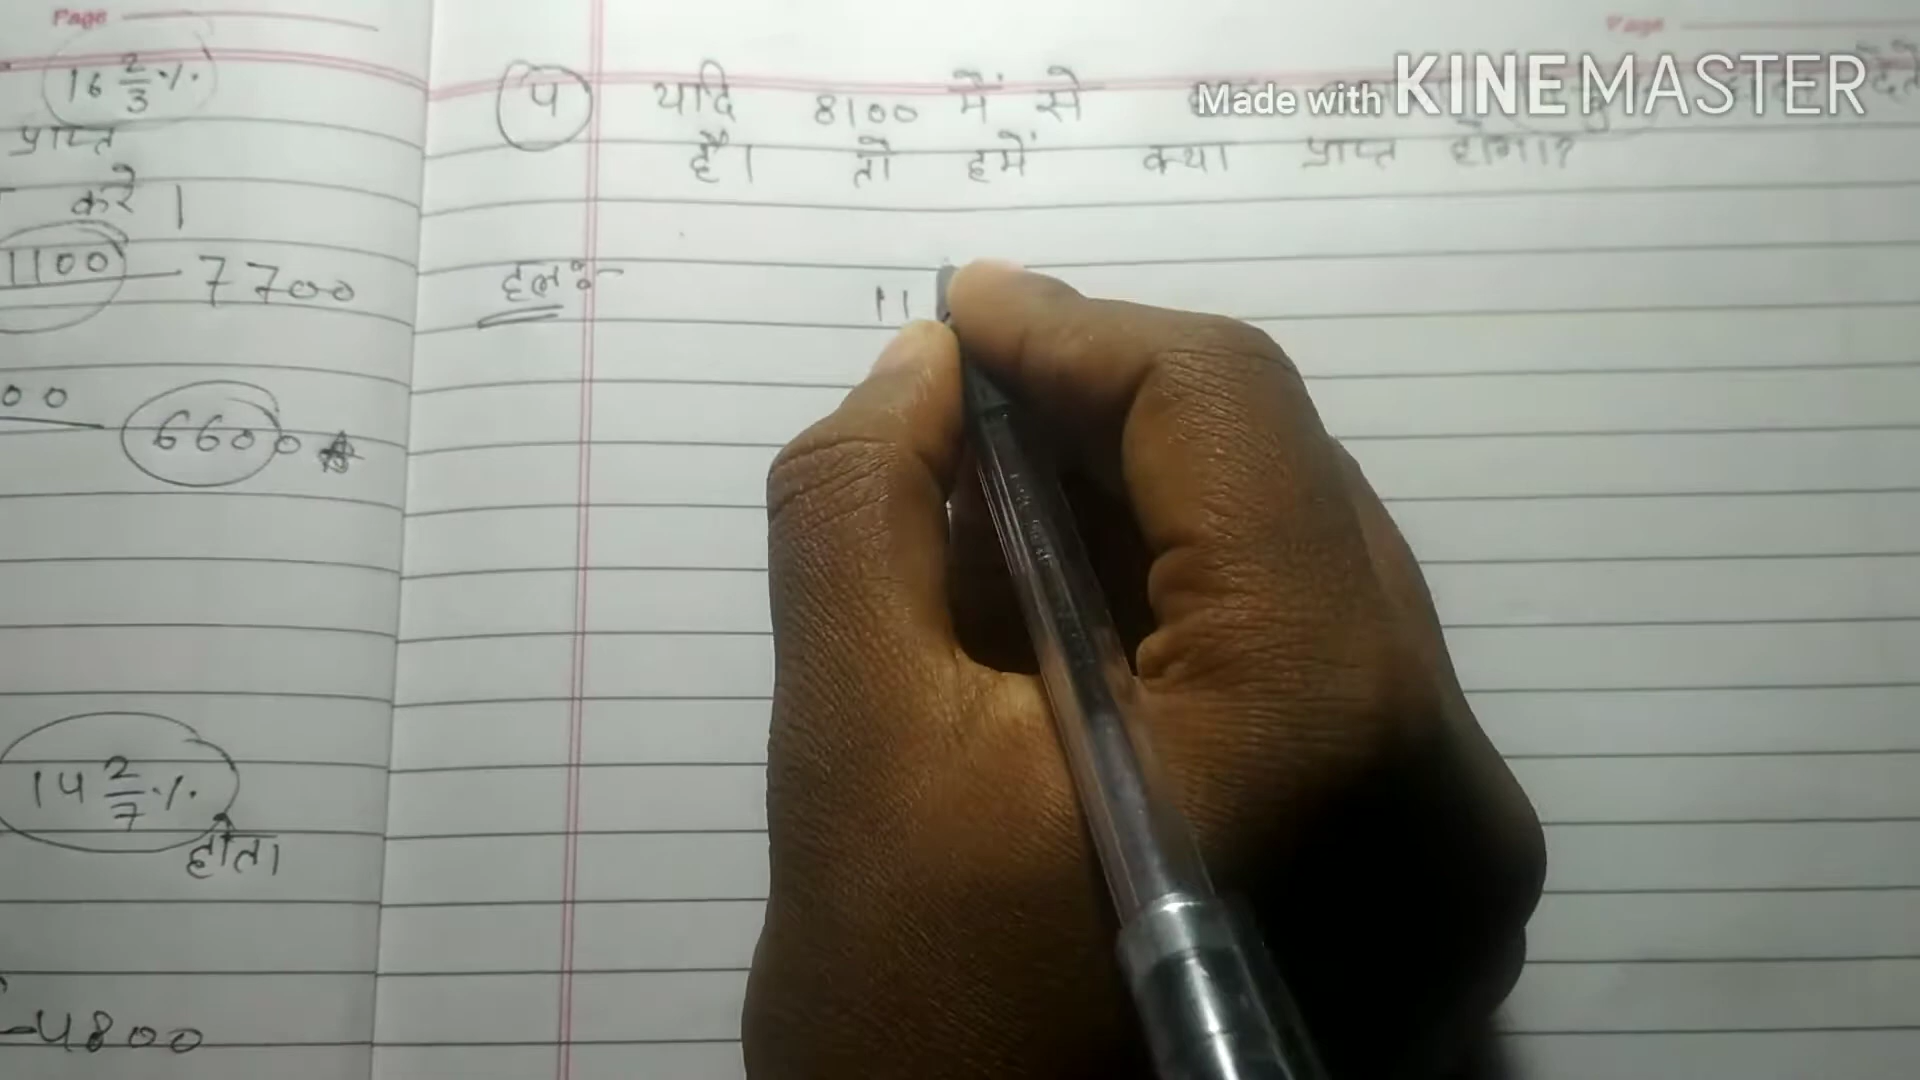 Page
16 2/3 %
प्राप्त
करे।
1100 7700
00
6600
14 2/7 %
होता
4800
Page
Made with KINEMASTER
4 यदि 8100 में से
है। तो हमें क्या प्राप्त होगा?
हल :-
11